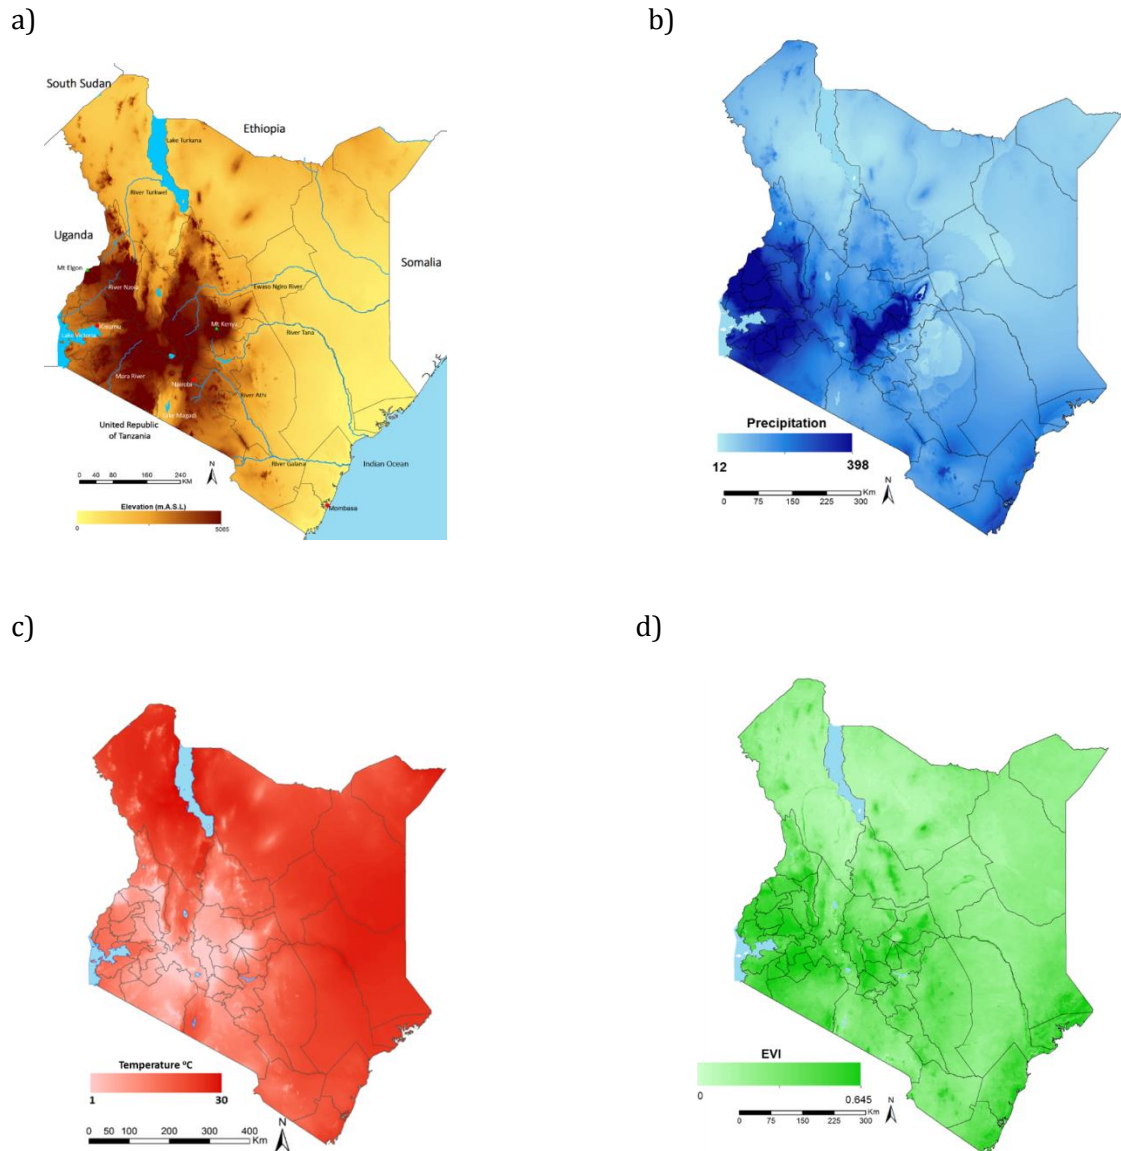 a)
b)
South Sudan
Ethiopia
Lake Turkana
River Turkwel
Uganda
Somalia
Mt Elgon
River Nzoia
Ewaso Ngiro River
Mt Kenya
Kisumu
Lake Victoria
River Tana
Mara River
Nairobi
River Athi
Lake Magadi
United Republic
of Tanzania
River Galana
Indian Ocean
Mombasa
N
0 40 80 160 240
KM
Elevation (m.A.S.L)
0 5085
Precipitation
12 398
N
0 75 150 225 300 Km
c)
d)
Temperature ºC
1 30
0 50 100 200 300 400
Km
N
EVI
0 0.645
N
0 75 150 225 300 Km